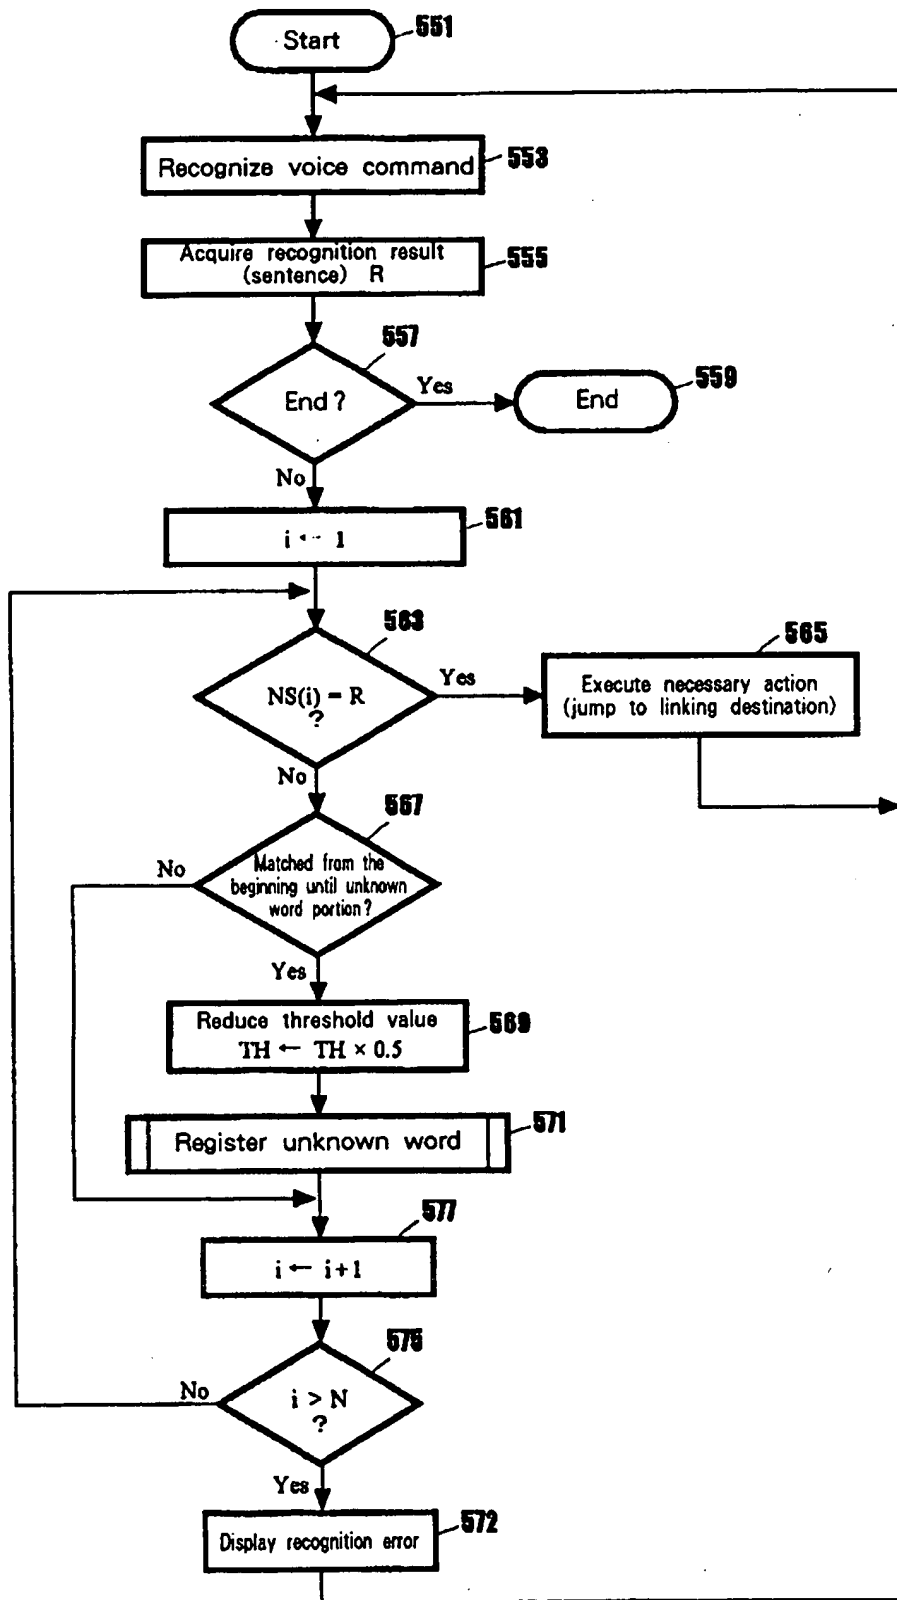 Start
551
Recognize voice command
553
Acquire recognition result
(sentence) R
555
557
End ?
Yes
End
559
No
561
i ← 1
563
NS(i) = R
?
Yes
565
Execute necessary action
(jump to linking destination)
No
567
Matched from the
beginning until unknown
word portion?
No
Yes
Reduce threshold value
TH ← TH × 0.5
569
Register unknown word
571
577
i ← i+1
575
i > N
?
No
Yes
Display recognition error
572